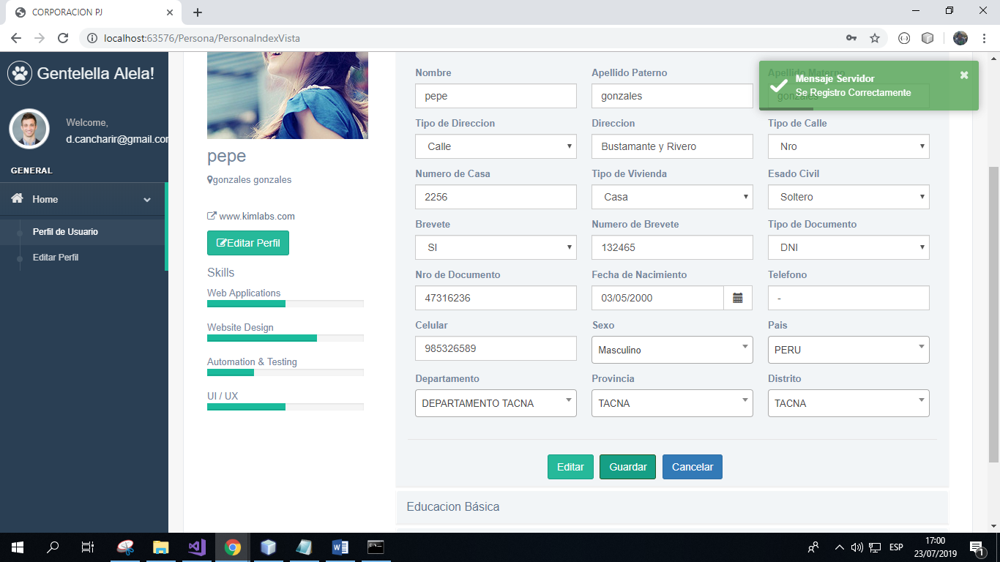 CORPORACION PJ
localhost:63576/Persona/PersonaIndexVista
Gentelella Alela!
Welcome,
d.cancharir@gmail.com
GENERAL
Home
Perfil de Usuario
Editar Perfil
pepe
gonzales gonzales
www.kimlabs.com
Editar Perfil
Skills
Web Applications
Website Design
Automation & Testing
UI / UX
Nombre Apellido Paterno Apellido Materno
pepe gonzales gonzales
Mensaje Servidor
Se Registro Correctamente
Tipo de Direccion Direccion Tipo de Calle
Calle Bustamante y Rivero Nro
Numero de Casa Tipo de Vivienda Esado Civil
2256 Casa Soltero
Brevete Numero de Brevete Tipo de Documento
SI 132465 DNI
Nro de Documento Fecha de Nacimiento Telefono
47316236 03/05/2000 -
Celular Sexo Pais
985326589 Masculino PERU
Departamento Provincia Distrito
DEPARTAMENTO TACNA TACNA TACNA
Editar Guardar Cancelar
Educacion Básica
ESP
17:00
23/07/2019
1